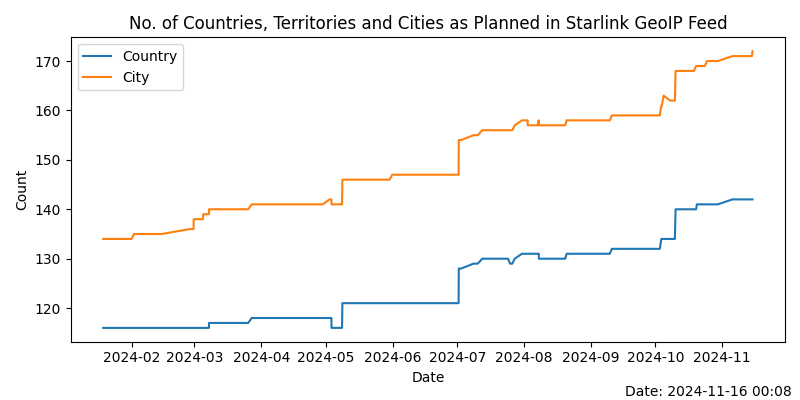 No. of Countries, Territories and Cities as Planned in Starlink GeoIP Feed
Country
City
170
160
150
140
130
120
Count
2024-02 2024-03 2024-04 2024-05 2024-06 2024-07 2024-08 2024-09 2024-10 2024-11
Date
Date: 2024-11-16 00:08